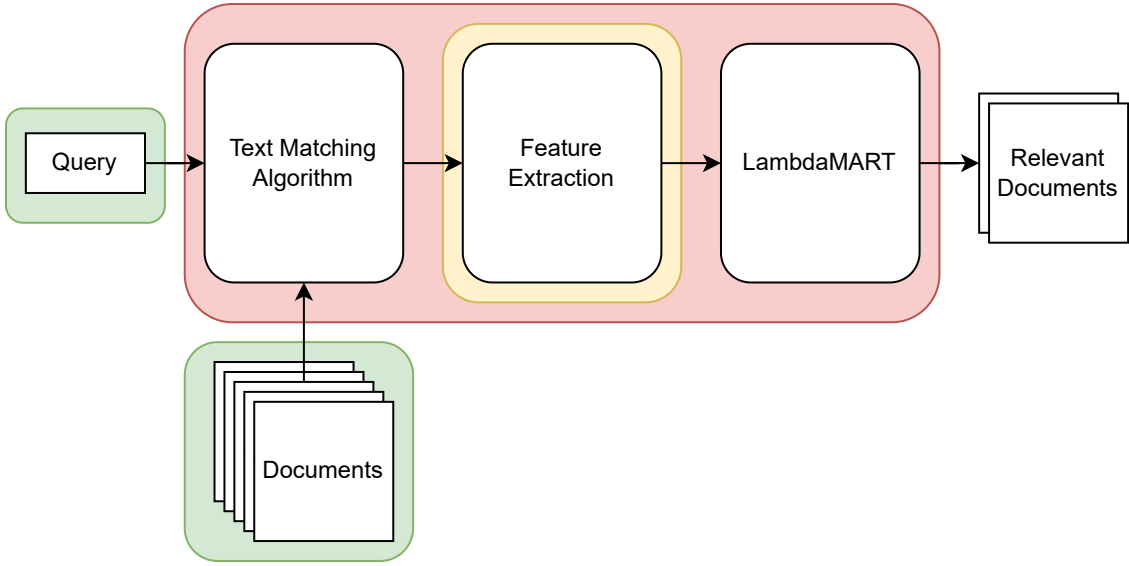 Query
Text Matching
Algorithm
Feature
Extraction
LambdaMART
Relevant
Documents
Documents